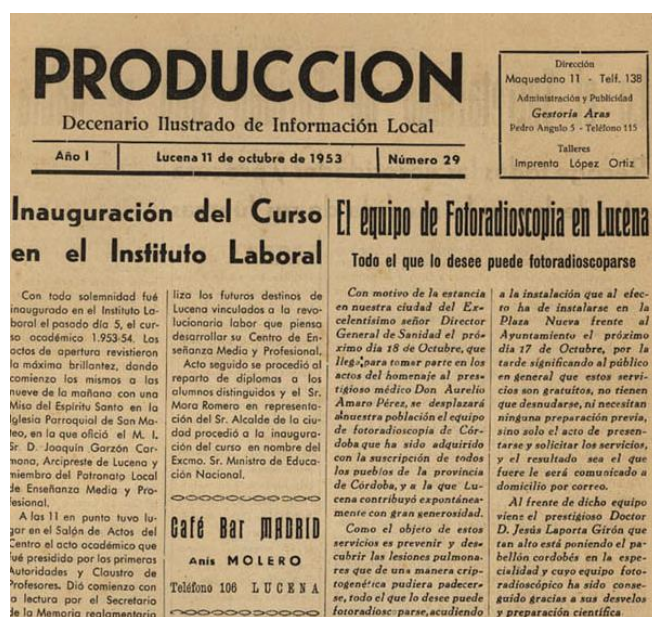 PRODUCCION
Decenario Ilustrado de Información Local
Año I
Lucena 11 de octubre de 1953
Número 29
Dirección
Maquedano 11 - Telf. 138
Administración y Publicidad
Gestoria Aras
Pedro Angulo 5 - Teléfono 115
Talleres
Imprenta López Ortiz
Inauguración del Curso
en el Instituto Laboral
Con toda solemnidad fué
inaugurado en el Instituto La-
boral el pasado día 5, el cur-
so académico 1.953-54. Los
actos de apertura revistieron
la máxima brillantez, dando
comienzo los mismos a las
nueve de la mañana con una
Misa del Espíritu Santo en la
Iglesia Parroquial de San Ma-
teo, en la que ofició el M. I.
Sr. D. Joaquín Garzón Car-
mona, Arcipreste de Lucena y
miembro del Patronato Local
de Enseñanza Media y Pro-
fesional.
A las 11 en punto tuvo lu-
gar en el Salón de Actos del
Centro el acto académico que
fué presidido por las primeras
Autoridades y Claustro de
Profesores. Dió comienzo con
la lectura por el Secretario
de la Memoria reglamentaria
liza los futuros destinos de
Lucena vinculados a la revo-
lucionaria labor que piensa
desarrollar su Centro de En-
señanza Media y Profesional.
Acto seguido se procedió al
reparto de diplomas a los
alumnos distinguidos y el Sr.
Mora Romero en representa-
ción del Sr. Alcalde de la ciu-
dad procedió a la inaugura-
ción del curso en nombre del
Excmo. Sr. Ministro de Educa-
ción Nacional.
Café Bar MADRID
Anís MOLERO
Teléfono 106 LUCENA
El equipo de Fotoradioscopia en Lucena
Todo el que lo desee puede fotoradioscoparse
Con motivo de la estancia
en nuestra ciudad del Ex-
celentísimo señor Director
General de Sanidad el pró-
ximo día 18 de Octubre, que
llega para tomar parte en los
actos del homenaje al pres-
tigioso médico Don Aurelio
Amaro Pérez, se desplazará
a nuestra población el equipo
de fotoradioscopia de Cór-
doba que ha sido adquirido
con la suscripción de todos
los pueblos de la provincia
de Córdoba, y a la que Lu-
cena contribuyó expontánea-
mente con gran generosidad.
Como el objeto de estos
servicios es prevenir y des-
cubrir las lesiones pulmona-
res que de una manera crip-
togenética pudiera padecer-
se, todo el que lo desee puede
fotoradioscoparse, acudiendo
a la instalación que al efec-
to ha de instalarse en la
Plaza Nueva frente al
Ayuntamiento el próximo
día 17 de Octubre, por la
tarde significando al público
en general que estos servi-
cios son gratuitos, no tienen
que desnudarse, ni necesitan
ninguna preparación previa,
sino solo el acto de presen-
tarse y solicitar los servicios,
y el resultado sea el que
fuere le será comunicado a
domicilio por correo.
Al frente de dicho equipo
viene el prestigioso Doctor
D. Jesús Laporta Girón que
tan alto está poniendo el pa-
bellón cordobés en la espe-
cialidad y cuyo equipo foto-
radioscópico ha sido conse-
guido gracias a sus desvelos
y preparación científica